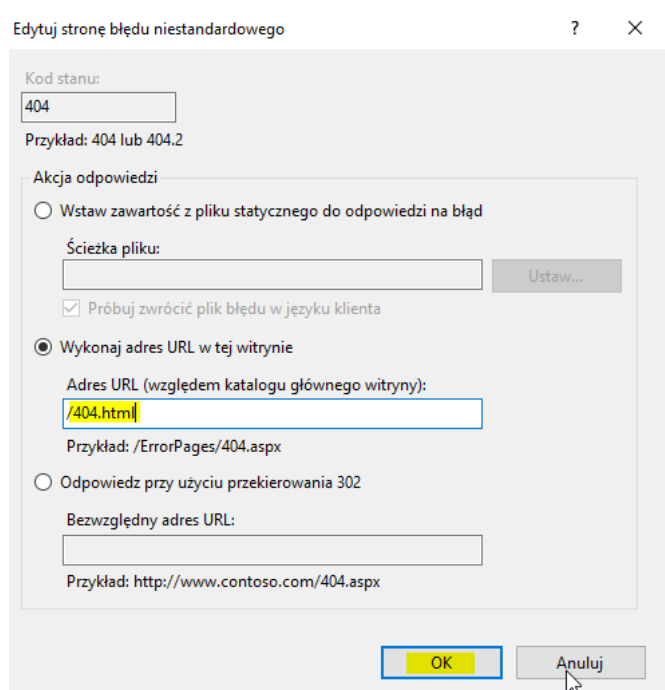 Edytuj stronę błędu niestandardowego ? ×
Kod stanu:
404
Przykład: 404 lub 404.2
Akcja odpowiedzi
Wstaw zawartość z pliku statycznego do odpowiedzi na błąd
Ścieżka pliku:
Ustaw...
Próbuj zwrócić plik błędu w języku klienta
Wykonaj adres URL w tej witrynie
Adres URL (względem katalogu głównego witryny):
/404.html
Przykład: /ErrorPages/404.aspx
Odpowiedz przy użyciu przekierowania 302
Bezwzględny adres URL:
Przykład: http://www.contoso.com/404.aspx
OK Anuluj